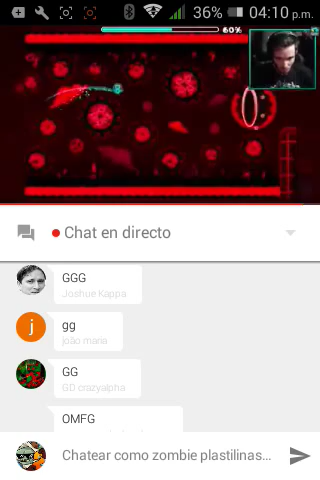 36% 04:10 p.m.
60%
Chat en directo
GGG
Joshue Kappa
j
gg
joão maria
GG
GD crazyalpha
OMFG
Chatear como zombie plastilinas...